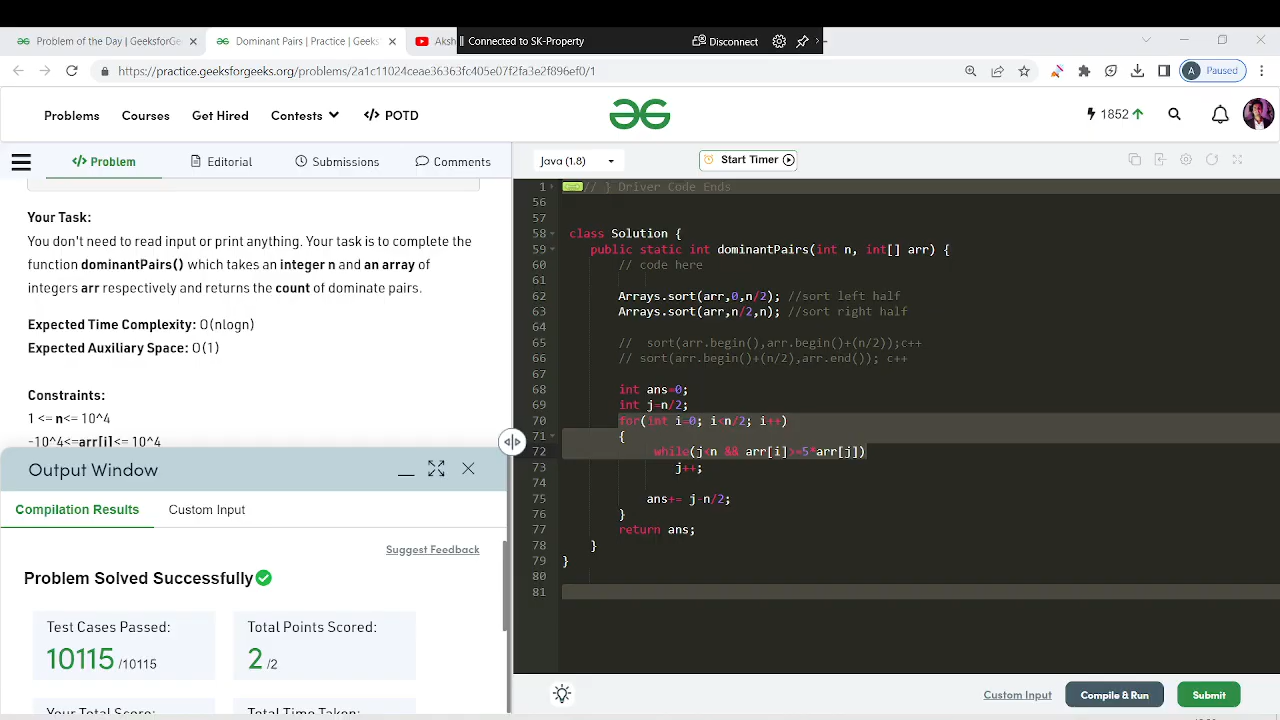 Problem of the Day | GeeksforGe
Dominant Pairs | Practice | Geeks
Aksh
Connected to SK-Property
Disconnect
https://practice.geeksforgeeks.org/problems/
Paused
Problems
Courses
Get Hired
Contests
</> POTD
1852
</> Problem
Editorial
Submissions
Comments
Java (1.8)
Start Timer
Your Task:
You don't need to read input or print anything. Your task is to complete the
function dominantPairs() which takes an integer n and an array of
integers arr respectively and returns the count of dominate pairs.
Expected Time Complexity: O(nlogn)
Expected Auxiliary Space: O(1)
Constraints:
1 <= n<= 10^4
-10^4<=arr[i]<= 10^4
Output Window
Compilation Results
Custom Input
Suggest Feedback
Problem Solved Successfully
Test Cases Passed:
10115 /10115
Total Points Scored:
2 /2
Your Total Score:
Total Time Taken:
1 // } Driver Code Ends
56
57
58 class Solution {
59 public static int dominantPairs(int n, int[] arr) {
60 // code here
61
62 Arrays.sort(arr,0,n/2); //sort left half
63 Arrays.sort(arr,n/2,n); //sort right half
64
65 // sort(arr.begin(),arr.begin()+(n/2));c++
66 // sort(arr.begin()+(n/2),arr.end()); c++
67
68 int ans=0;
69 int j=n/2;
70 for(int i=0; i<n/2; i++)
71 {
72 while(j<n && arr[i]>=5*arr[j])
73 j++;
74
75 ans+= j-n/2;
76 }
77 return ans;
78 }
79 }
80
81
Custom Input
Compile & Run
Submit